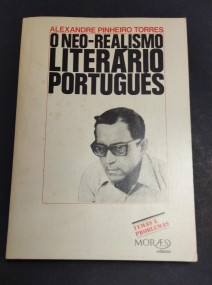 ALEXANDRE PINHEIRO TORRES
O NEO-REALISMO
LITERÁRIO
PORTUGUÊS
TEMAS &
PROBLEMAS
MORAES